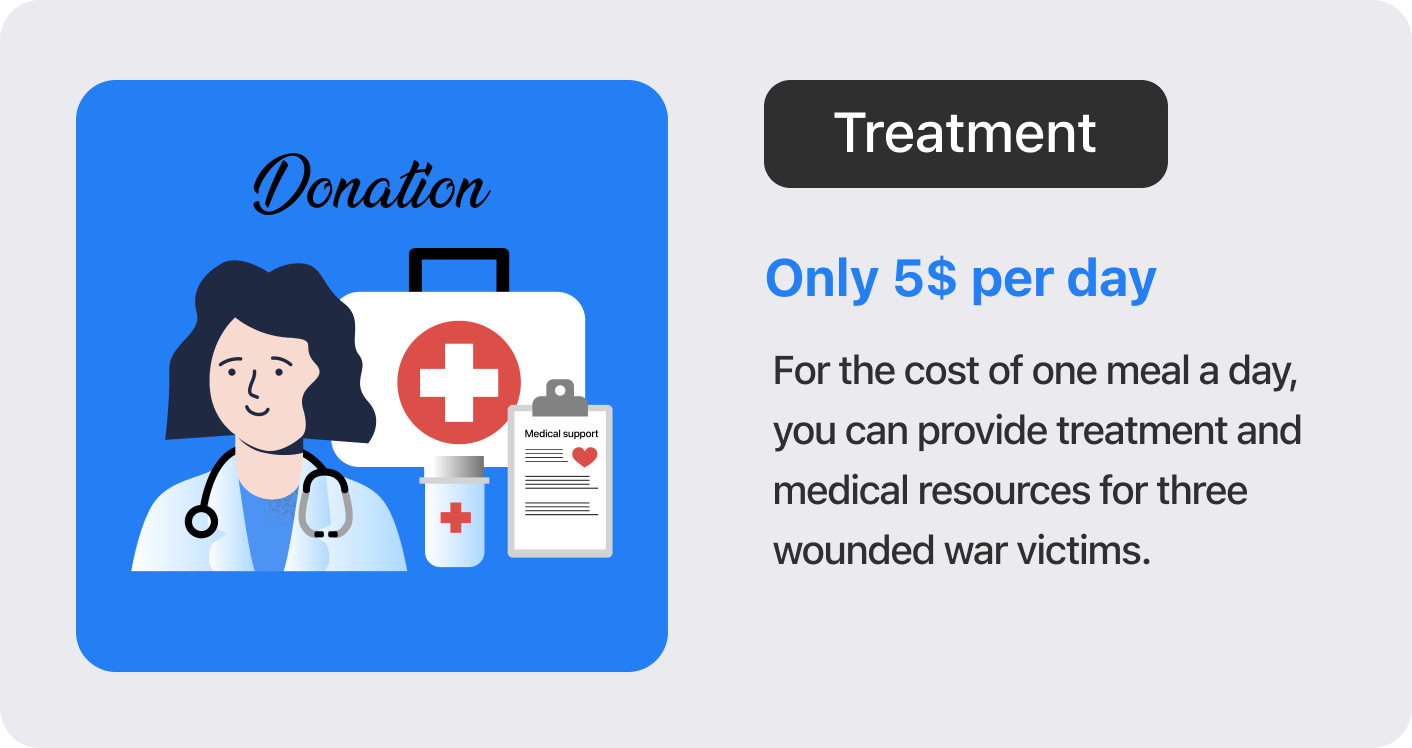 Donation
Medical support
Treatment
Only 5$ per day
For the cost of one meal a day,
you can provide treatment and
medical resources for three
wounded war victims.